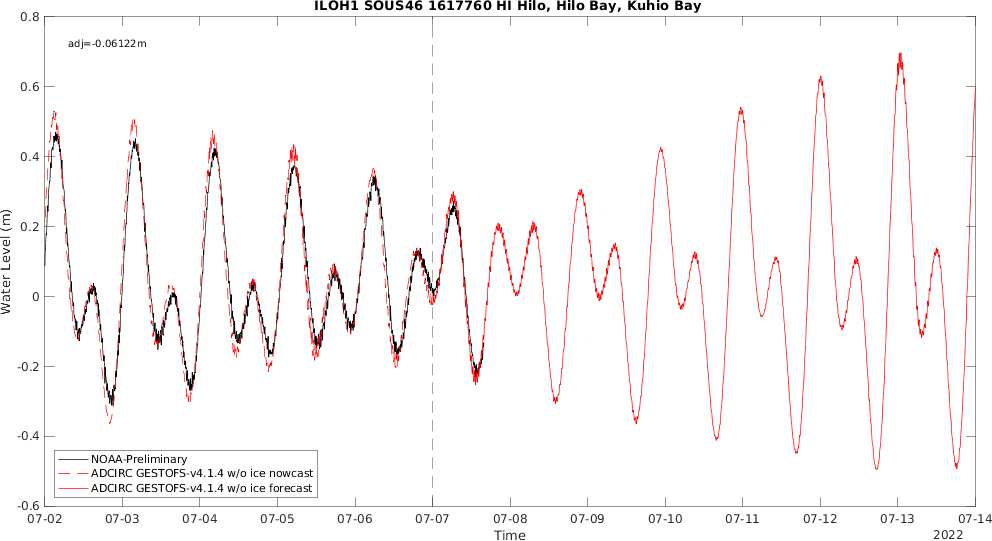 ILOH1 SOUS46 1617760 HI Hilo, Hilo Bay, Kuhio Bay
adj=-0.06122m
0.8
0.6
0.4
0.2
0
-0.2
-0.4
-0.6
Water Level (m)
NOAA-Preliminary
ADCIRC GESTOFS-v4.1.4 w/o ice nowcast
ADCIRC GESTOFS-v4.1.4 w/o ice forecast
07-02 07-03 07-04 07-05 07-06 07-07 07-08 07-09 07-10 07-11 07-12 07-13 07-14
Time
2022